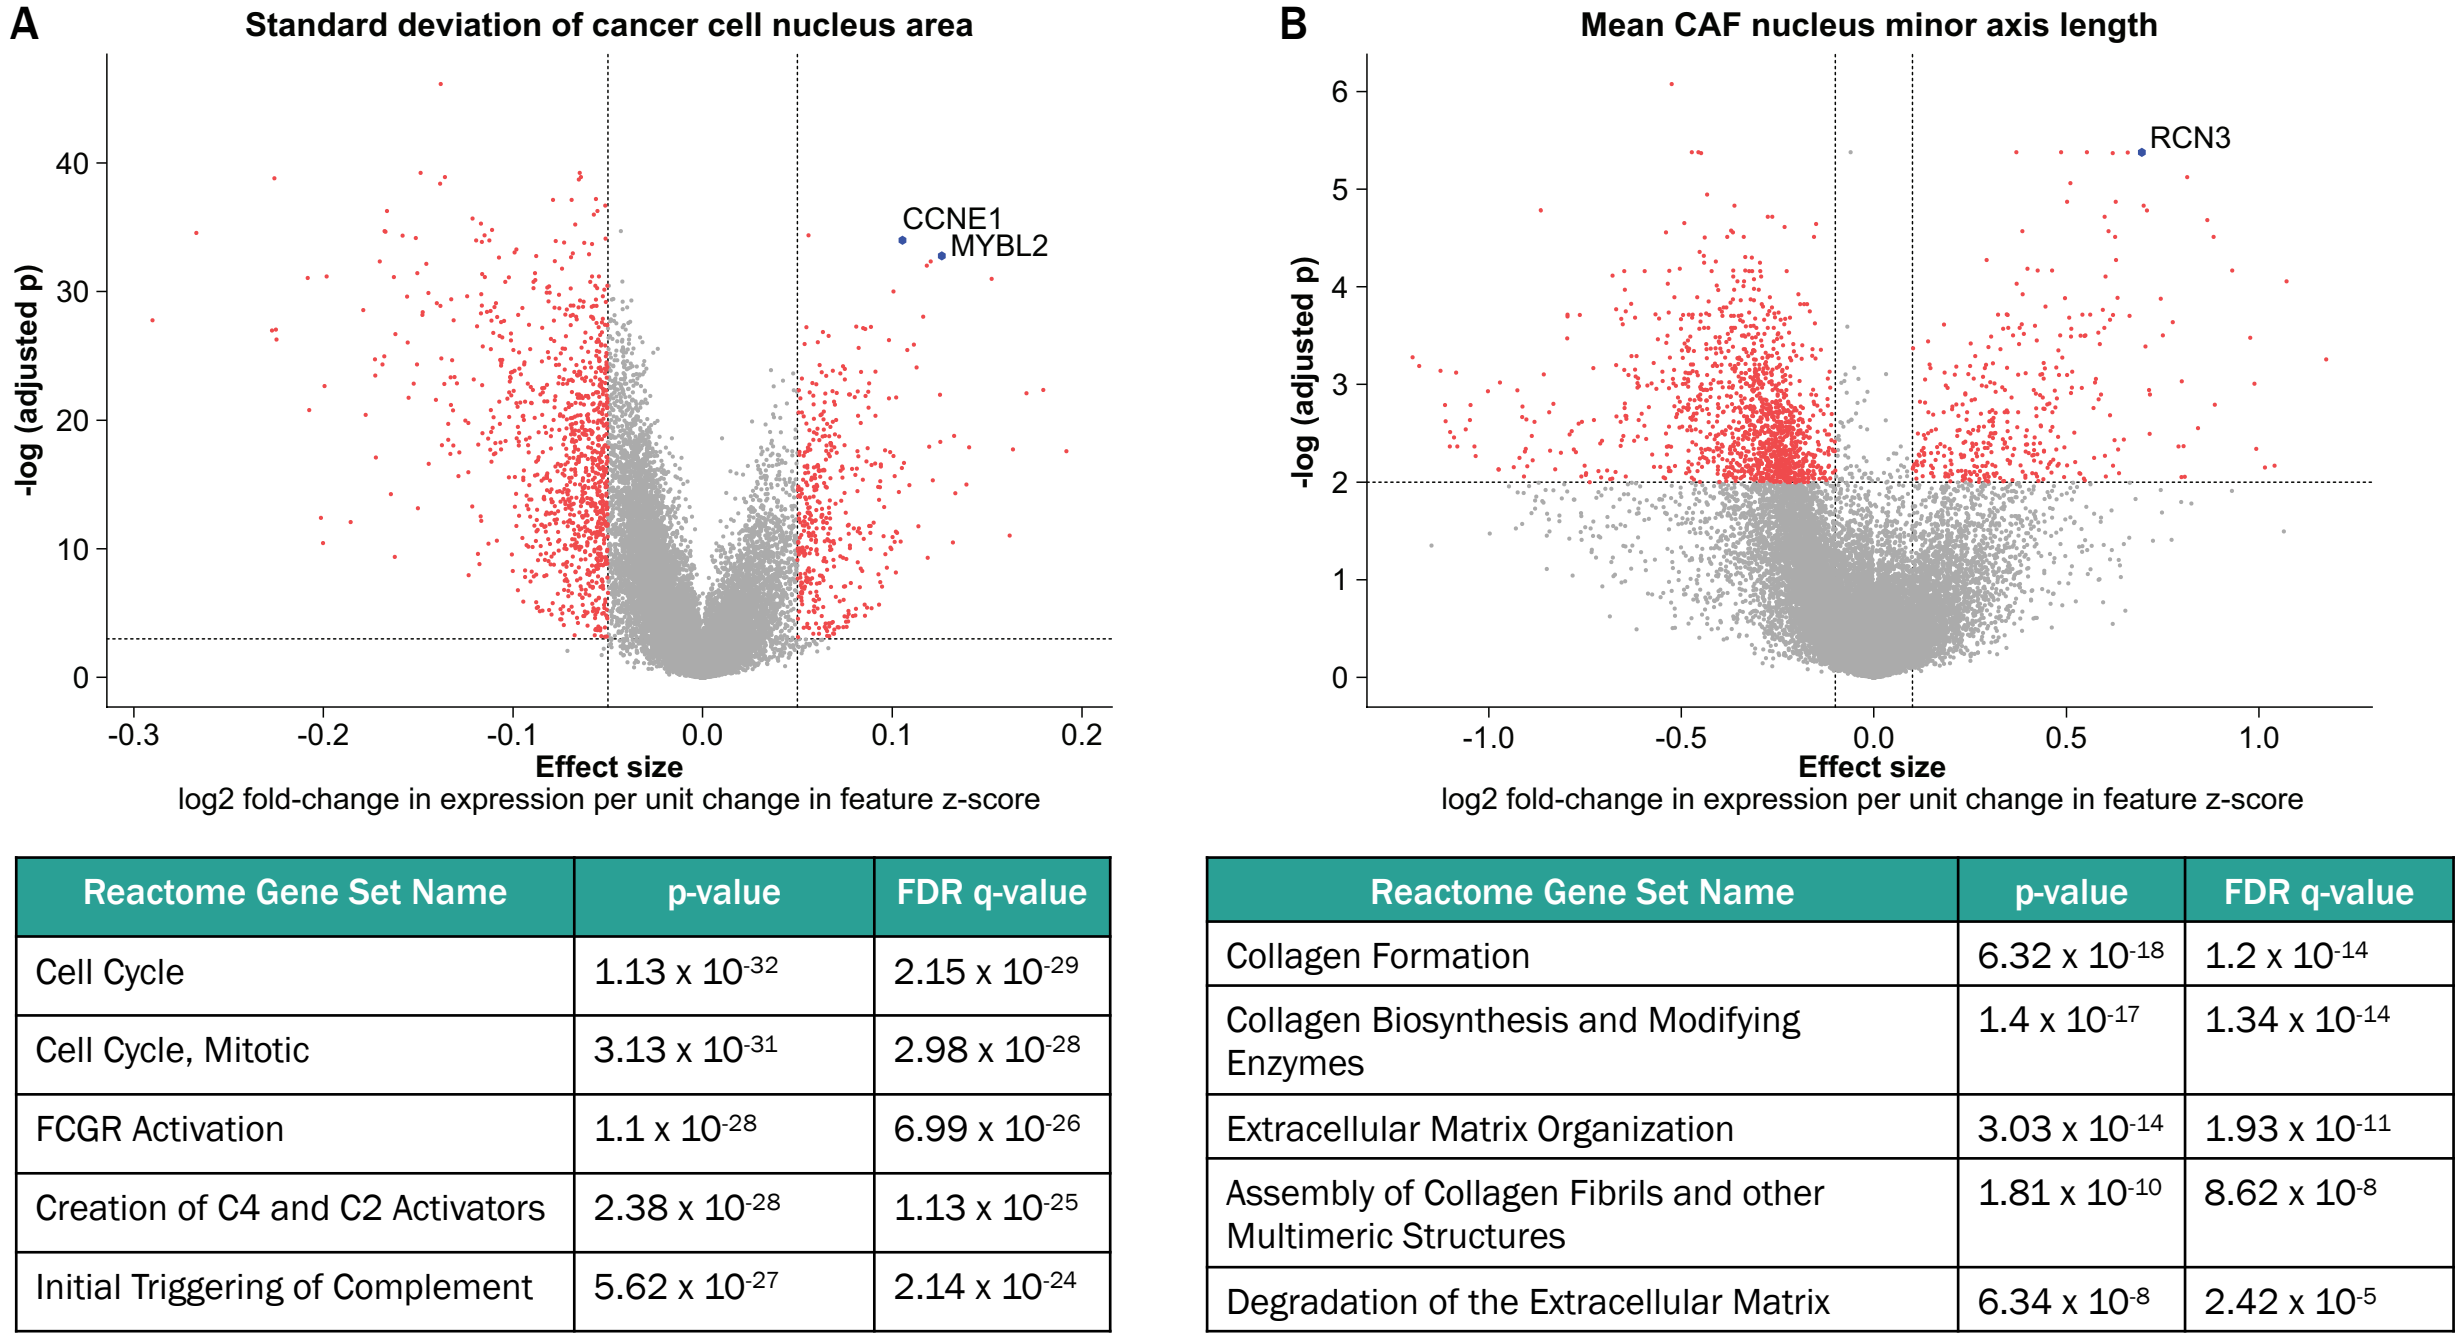 A
Standard deviation of cancer cell nucleus area
-log (adjusted p)
40
30
20
10
0
CCNE1
MYBL2
-0.3 -0.2 -0.1 0.0 0.1 0.2
Effect size
log2 fold-change in expression per unit change in feature z-score
Reactome Gene Set Name p-value FDR q-value
Cell Cycle 1.13 x 10⁻³² 2.15 x 10⁻²⁹
Cell Cycle, Mitotic 3.13 x 10⁻³¹ 2.98 x 10⁻²⁸
FCGR Activation 1.1 x 10⁻²⁸ 6.99 x 10⁻²⁶
Creation of C4 and C2 Activators 2.38 x 10⁻²⁸ 1.13 x 10⁻²⁵
Initial Triggering of Complement 5.62 x 10⁻²⁷ 2.14 x 10⁻²⁴
B
Mean CAF nucleus minor axis length
-log (adjusted p)
6
5
4
3
2
1
0
RCN3
-1.0 -0.5 0.0 0.5 1.0
Effect size
log2 fold-change in expression per unit change in feature z-score
Reactome Gene Set Name p-value FDR q-value
Collagen Formation 6.32 x 10⁻¹⁸ 1.2 x 10⁻¹⁴
Collagen Biosynthesis and Modifying 1.4 x 10⁻¹⁷ 1.34 x 10⁻¹⁴
Enzymes
Extracellular Matrix Organization 3.03 x 10⁻¹⁴ 1.93 x 10⁻¹¹
Assembly of Collagen Fibrils and other 1.81 x 10⁻¹⁰ 8.62 x 10⁻⁸
Multimeric Structures
Degradation of the Extracellular Matrix 6.34 x 10⁻⁸ 2.42 x 10⁻⁵